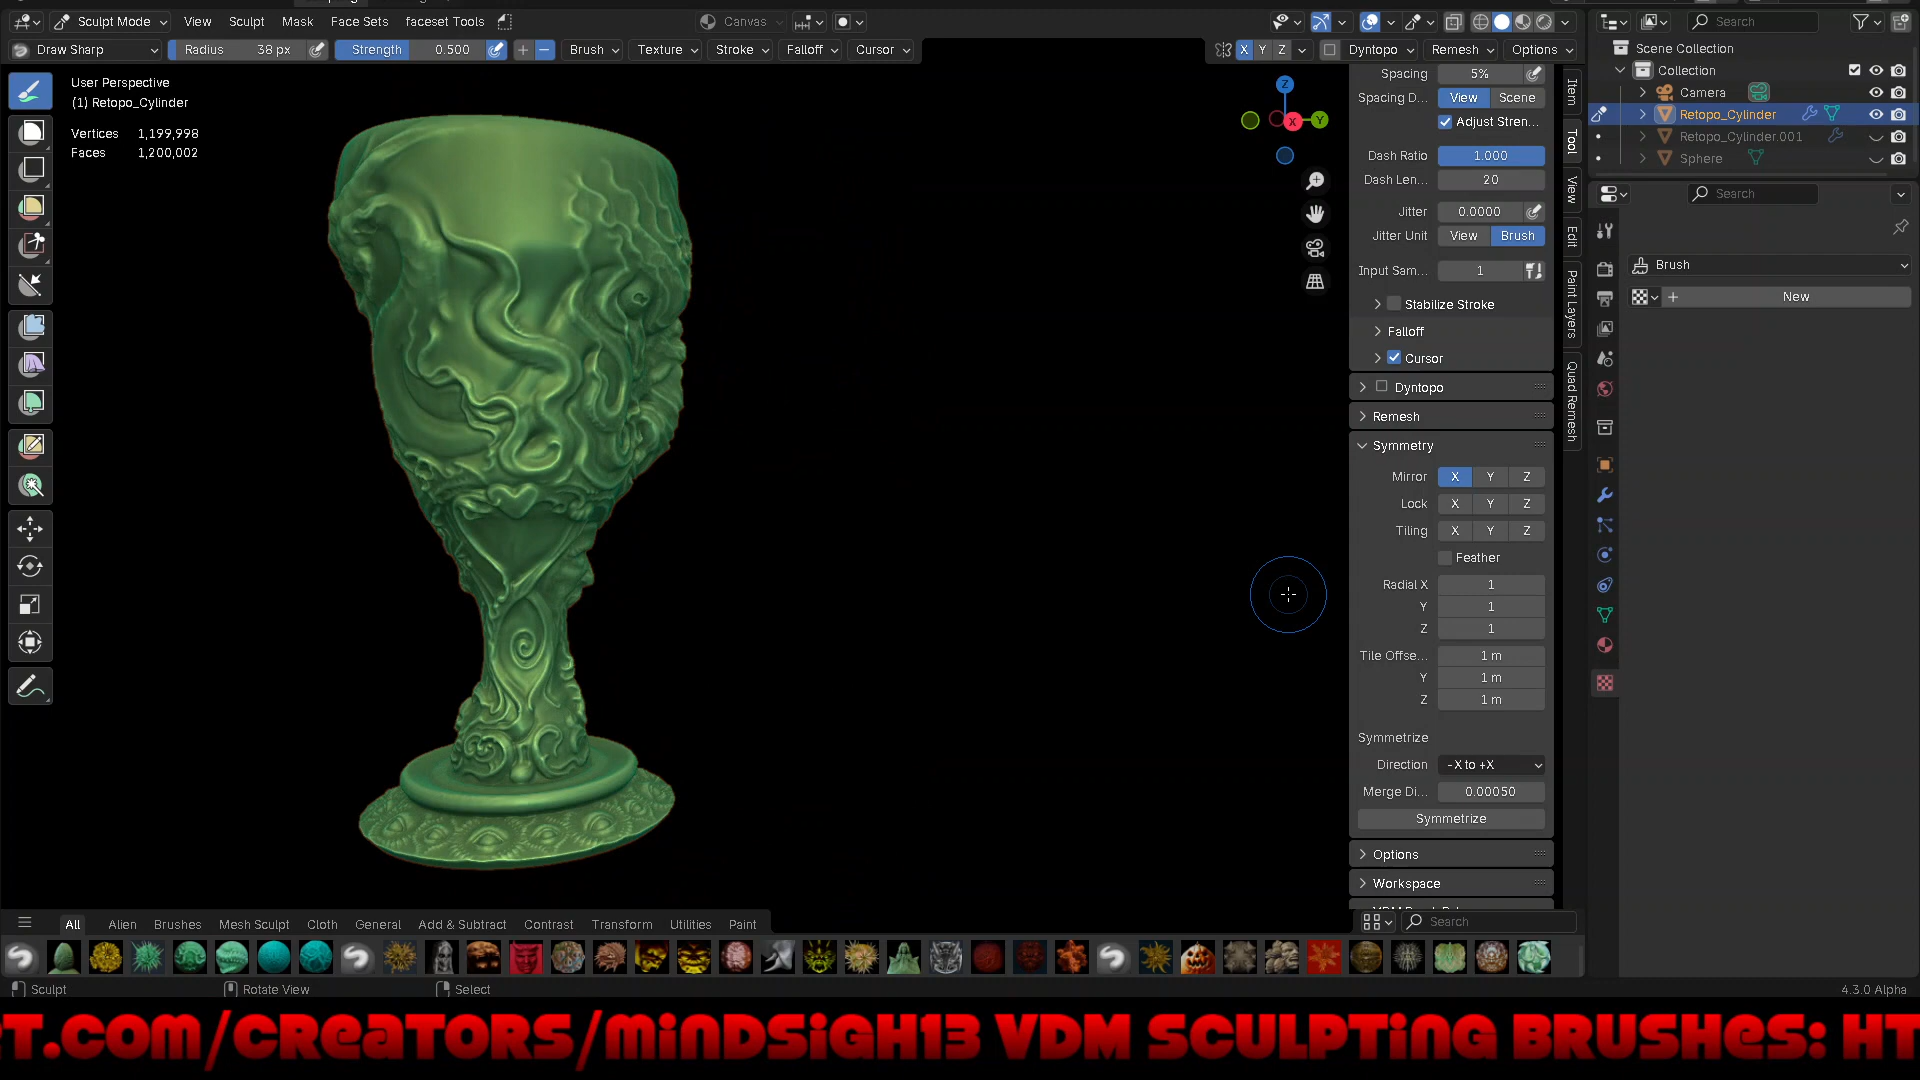 Sculpt Mode View Sculpt Mask Face Sets faceset Tools Canvas Search
Draw Sharp Radius 38 px Strength 0.500 Brush Texture Stroke Falloff Cursor X Y Z Dyntopo Remesh Options
Scene Collection
Collection
Camera
Retopo_Cylinder
Retopo_Cylinder.001
Sphere
Search
Brush
New
User Perspective
(1) Retopo_Cylinder
Vertices 1,199,998
Faces 1,200,002
Z
X Y
Spacing 5%
Spacing D... View Scene
Adjust Stren...
Dash Ratio 1.000
Dash Len... 20
Jitter 0.0000
Jitter Unit View Brush
Input Sam... 1
Stabilize Stroke
Falloff
Cursor
Dyntopo
Remesh
Symmetry
Mirror X Y Z
Lock X Y Z
Tiling X Y Z
Feather
Radial X 1
Y 1
Z 1
Tile Offse... 1 m
Y 1 m
Z 1 m
Symmetrize
Direction -X to +X
Merge Di... 0.00050
Symmetrize
Options
Workspace
Item
Tool
View
Edit
Paint Layers
Quad Remesh
All Alien Brushes Mesh Sculpt Cloth General Add & Subtract Contrast Transform Utilities Paint Search
Sculpt Rotate View Select 4.3.0 Alpha
RT.COM/CREATORS/MINDSIGH13 VDM SCULPTING BRUSHES: HT